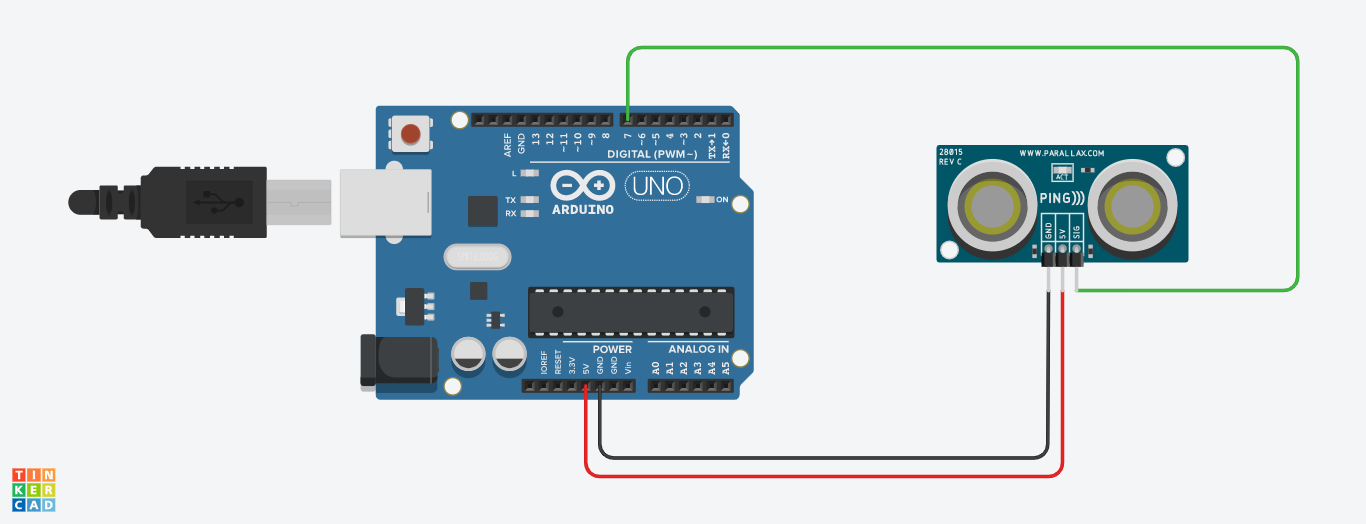 AREF
GND
13
12
~11
~10
~9
8
7
~6
~5
4
~3
2
TX→1
RX←0
DIGITAL (PWM~)
L
TX
RX
ARDUINO
UNO
ON
POWER
ANALOG IN
IOREF
RESET
3.3V
5V
GND
GND
Vin
A0
A1
A2
A3
A4
A5
28015
REV C
WWW.PARALLAX.COM
ACT
PING)))
GND
5V
SIG
TIN
KER
CAD